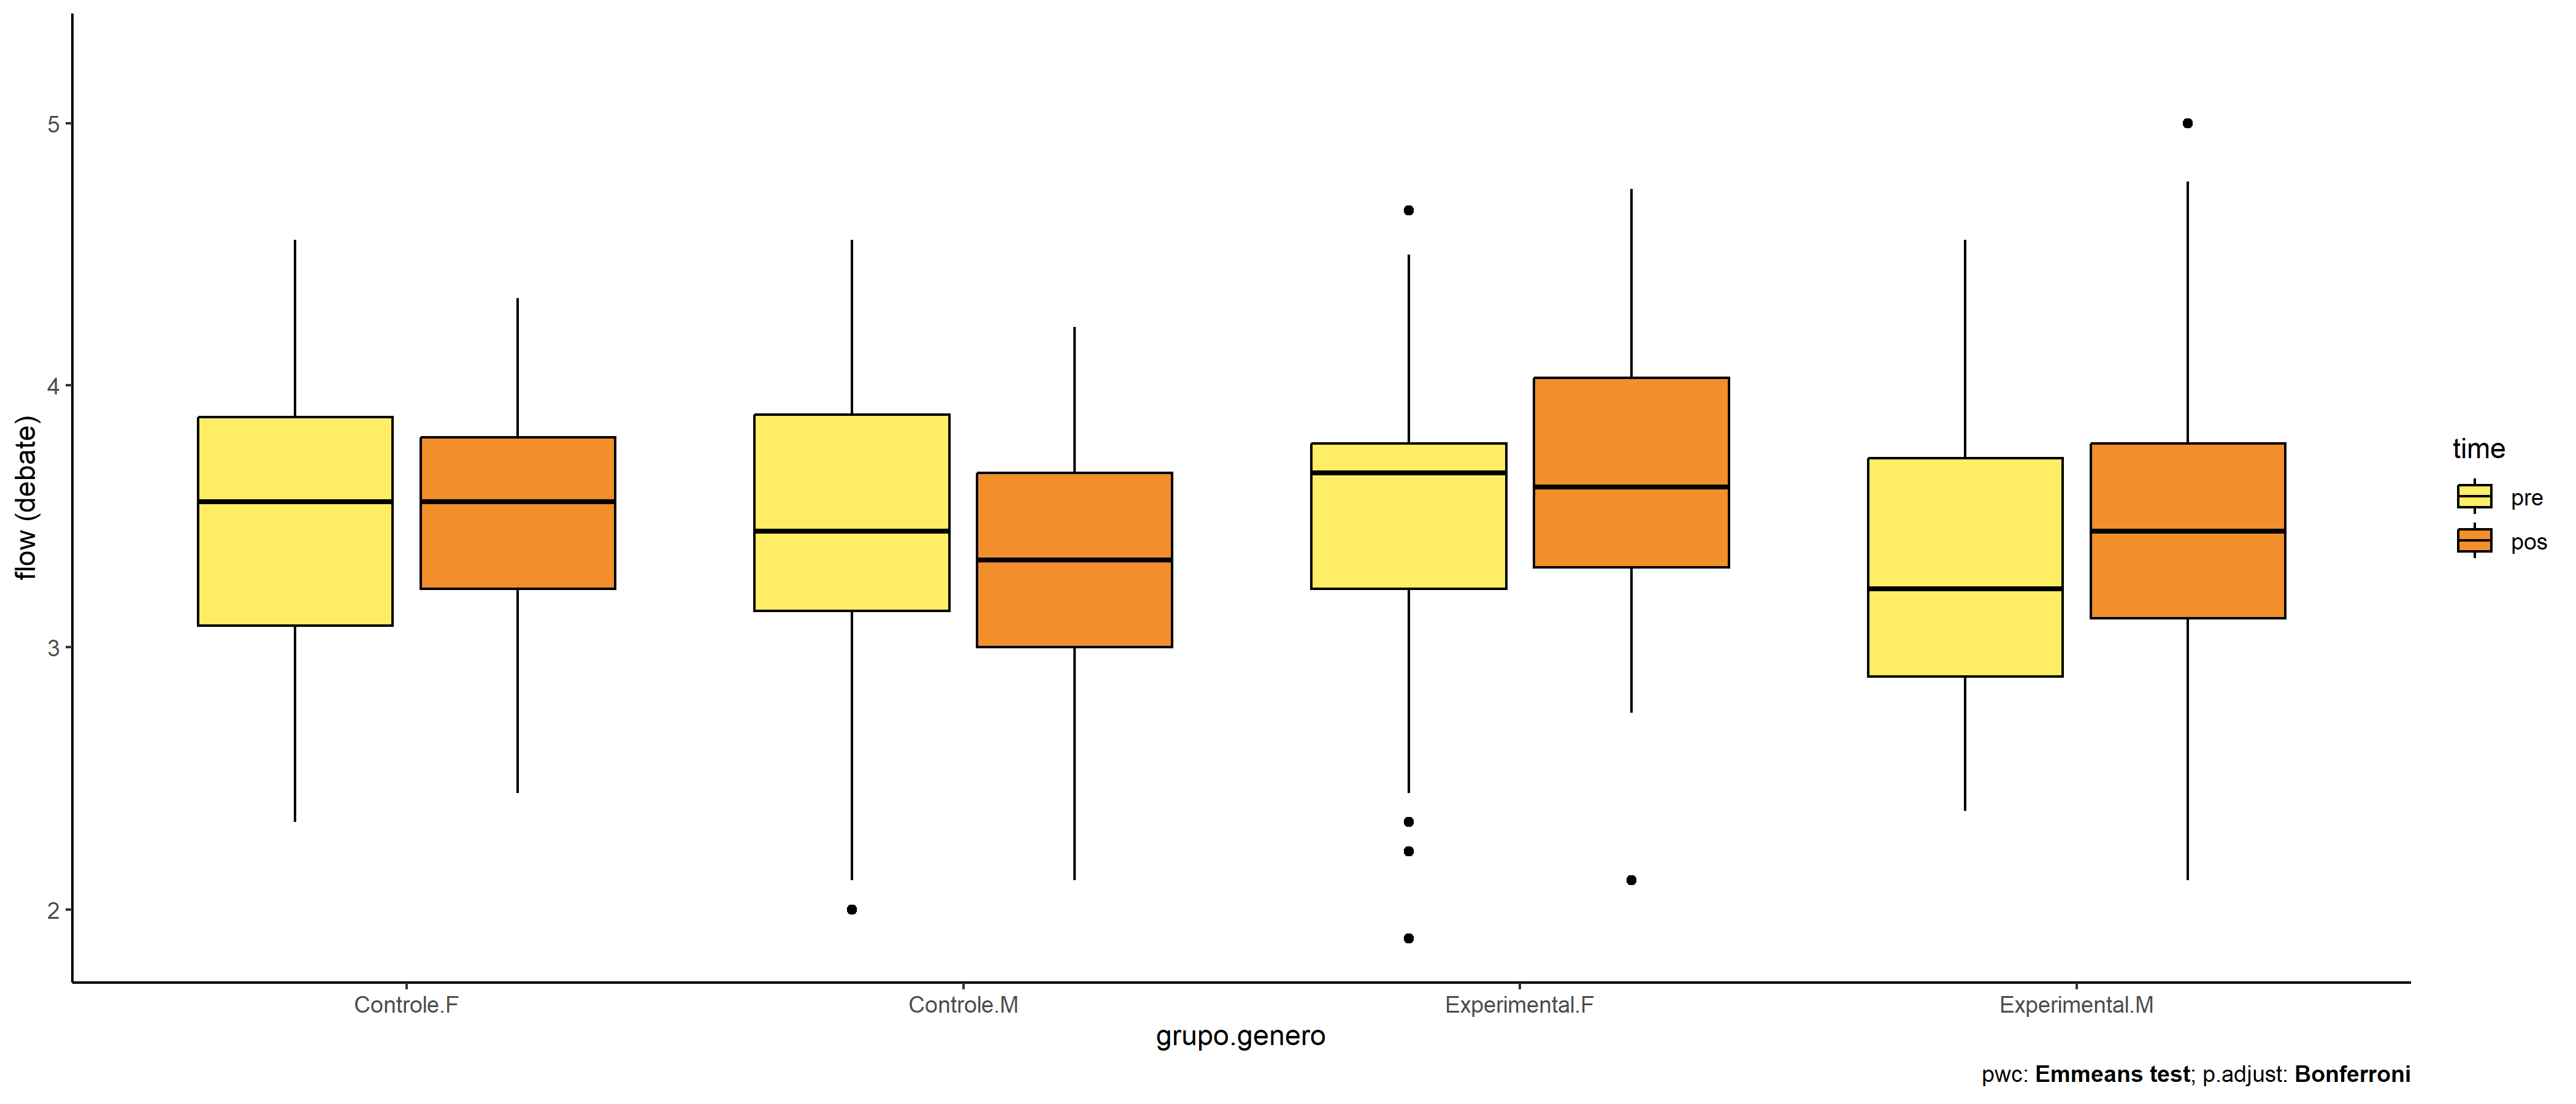 flow (debate)
5
4
3
2
Controle.F
Controle.M
Experimental.F
Experimental.M
grupo.genero
time
pre
pos
pwc: Emmeans test; p.adjust: Bonferroni